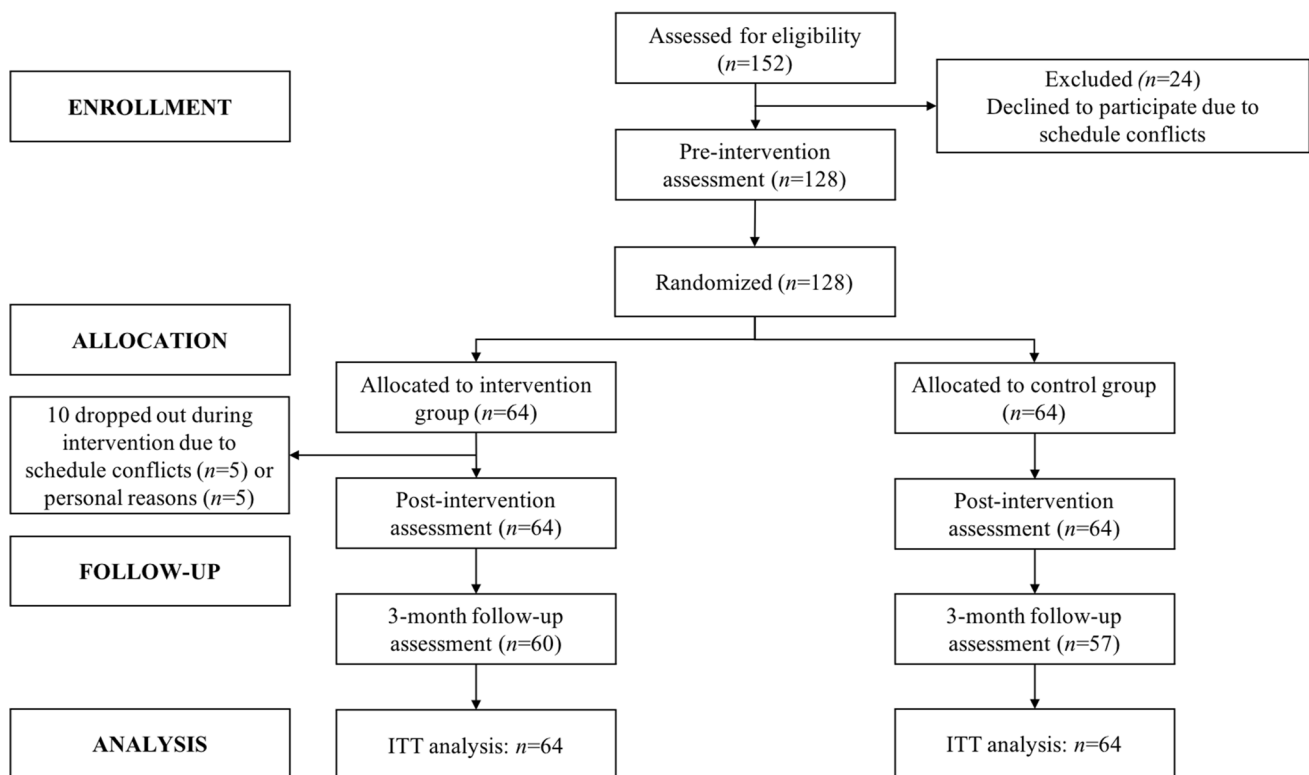 Assessed for eligibility
(n=152)
ENROLLMENT
Excluded (n=24)
Declined to participate due to
schedule conflicts
Pre-intervention
assessment (n=128)
Randomized (n=128)
ALLOCATION
Allocated to intervention
group (n=64)
Allocated to control group
(n=64)
10 dropped out during
intervention due to
schedule conflicts (n=5) or
personal reasons (n=5)
Post-intervention
assessment (n=64)
Post-intervention
assessment (n=64)
FOLLOW-UP
3-month follow-up
assessment (n=60)
3-month follow-up
assessment (n=57)
ANALYSIS
ITT analysis: n=64
ITT analysis: n=64